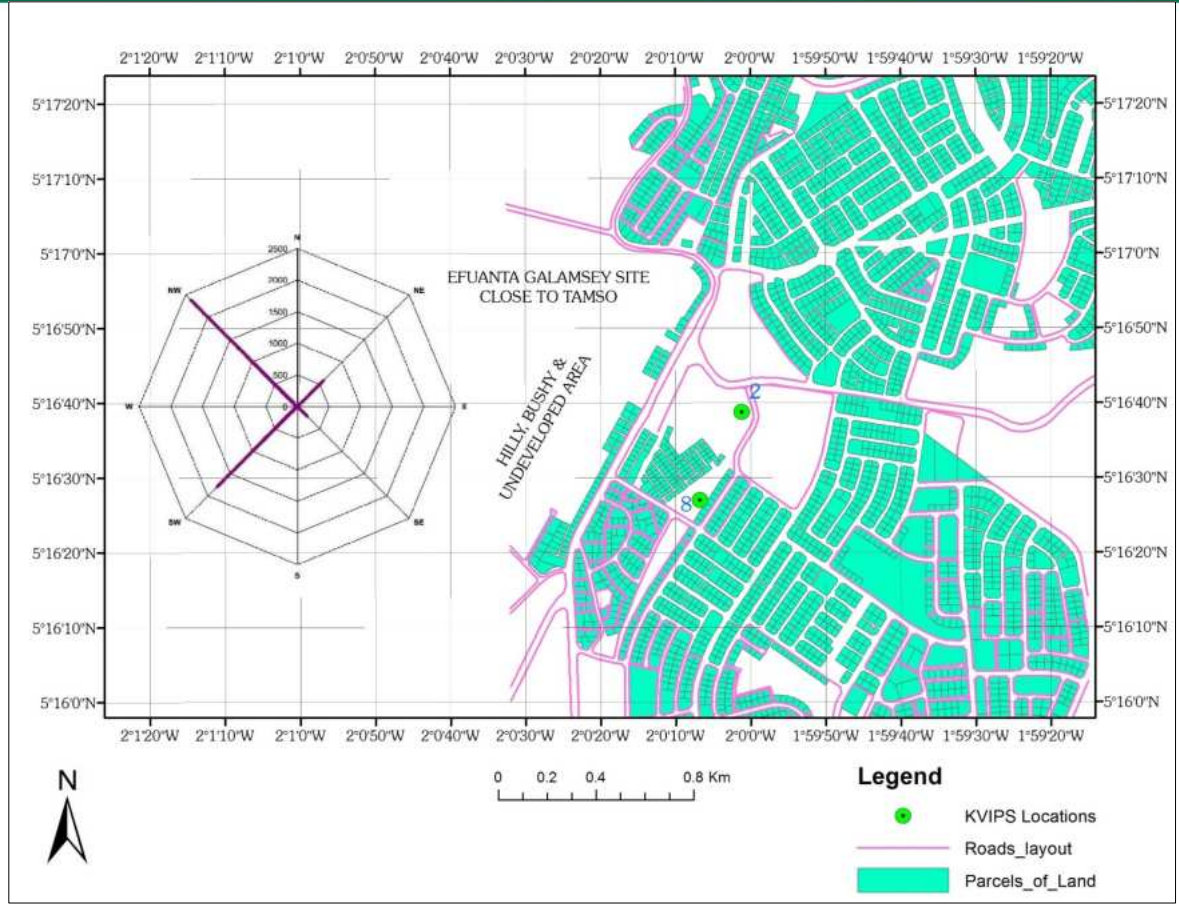 2°1'20"W 2°1'10"W 2°1'0"W 2°0'50"W 2°0'40"W 2°0'30"W 2°0'20"W 2°0'10"W 2°0'0"W 1°59'50"W 1°59'40"W 1°59'30"W 1°59'20"W
5°17'20"N 5°17'20"N
5°17'10"N 5°17'10"N
5°17'0"N 5°17'0"N
5°16'50"N 5°16'50"N
5°16'40"N 5°16'40"N
5°16'30"N 5°16'30"N
5°16'20"N 5°16'20"N
5°16'10"N 5°16'10"N
5°16'0"N 5°16'0"N
N
2500
NW NE
2000
1500
1000
500
W 0 E
SW SE
S
EFUANTA GALAMSEY SITE
CLOSE TO TAMSO
HILLY, BUSHY &
UNDEVELOPED AREA
2
8
2°1'20"W 2°1'10"W 2°1'0"W 2°0'50"W 2°0'40"W 2°0'30"W 2°0'20"W 2°0'10"W 2°0'0"W 1°59'50"W 1°59'40"W 1°59'30"W 1°59'20"W
N
0 0.2 0.4 0.8 Km
Legend
KVIPS Locations
Roads_layout
Parcels_of_Land